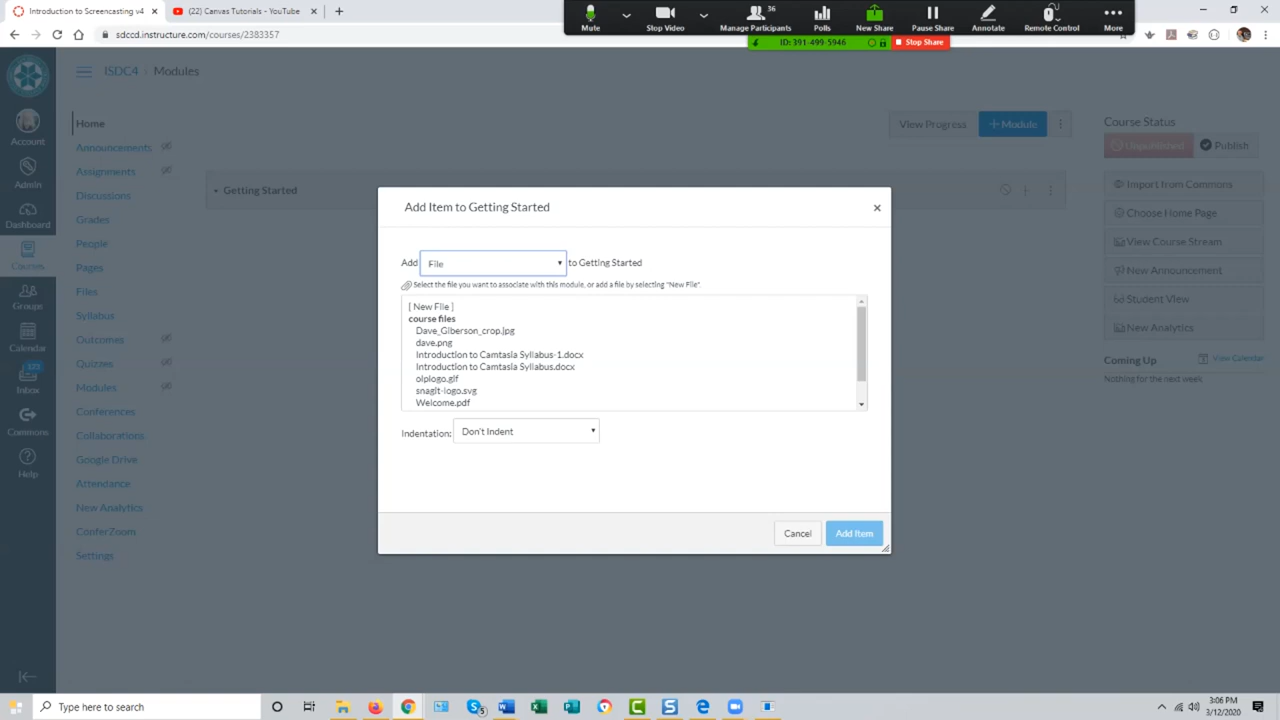 Introduction to Screencasting v4
(22) Canvas Tutorials - YouTube
sdccd.instructure.com/courses/2383357
Mute
Stop Video
36
Manage Participants
Polls
New Share
Pause Share
Annotate
Remote Control
More
ID: 391-499-5946
Stop Share
ISDC4
Modules
Account
Admin
Dashboard
Courses
Groups
Calendar
123
Inbox
Commons
Help
Home
Announcements
Assignments
Discussions
Grades
People
Pages
Files
Syllabus
Outcomes
Quizzes
Modules
Conferences
Collaborations
Google Drive
Attendance
New Analytics
ConferZoom
Settings
View Progress
+ Module
Getting Started
Add Item to Getting Started
Add File to Getting Started
Select the file you want to associate with this module, or add a file by selecting "New File".
[ New File ]
course files
Dave_Giberson_crop.jpg
dave.png
Introduction to Camtasia Syllabus-1.docx
Introduction to Camtasia Syllabus.docx
snagit-logo.svg
Welcome.pdf
Indentation: Don't Indent
Cancel
Add Item
Course Status
Unpublished
Publish
Import from Commons
Choose Home Page
View Course Stream
New Announcement
Student View
New Analytics
Coming Up
View Calendar
Nothing for the next week
Type here to search
5
3:06 PM
3/12/2020